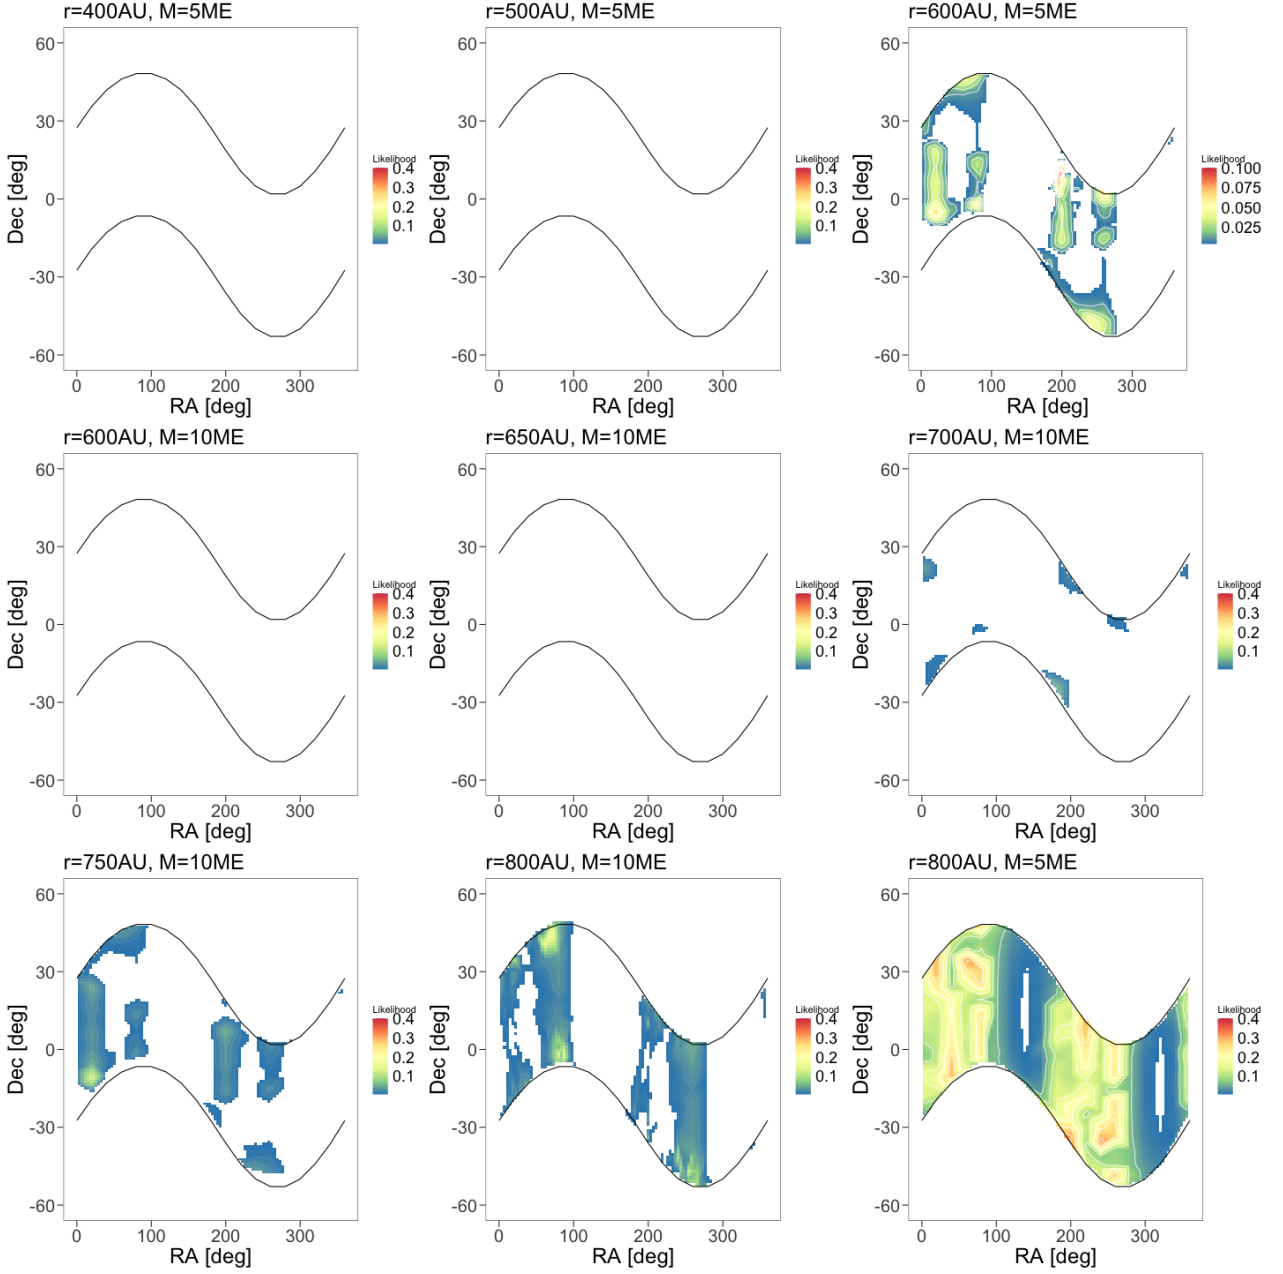 r=400AU, M=5ME
60
30
0
-30
-60
Dec [deg]
0 100 200 300
RA [deg]
Likelihood
0.4
0.3
0.2
0.1
r=500AU, M=5ME
60
30
0
-30
-60
Dec [deg]
0 100 200 300
RA [deg]
Likelihood
0.4
0.3
0.2
0.1
r=600AU, M=5ME
60
30
0
-30
-60
Dec [deg]
0 100 200 300
RA [deg]
Likelihood
0.100
0.075
0.050
0.025
r=600AU, M=10ME
60
30
0
-30
-60
Dec [deg]
0 100 200 300
RA [deg]
Likelihood
0.4
0.3
0.2
0.1
r=650AU, M=10ME
60
30
0
-30
-60
Dec [deg]
0 100 200 300
RA [deg]
Likelihood
0.4
0.3
0.2
0.1
r=700AU, M=10ME
60
30
0
-30
-60
Dec [deg]
0 100 200 300
RA [deg]
Likelihood
0.4
0.3
0.2
0.1
r=750AU, M=10ME
60
30
0
-30
-60
Dec [deg]
0 100 200 300
RA [deg]
Likelihood
0.4
0.3
0.2
0.1
r=800AU, M=10ME
60
30
0
-30
-60
Dec [deg]
0 100 200 300
RA [deg]
Likelihood
0.4
0.3
0.2
0.1
r=800AU, M=5ME
60
30
0
-30
-60
Dec [deg]
0 100 200 300
RA [deg]
Likelihood
0.4
0.3
0.2
0.1